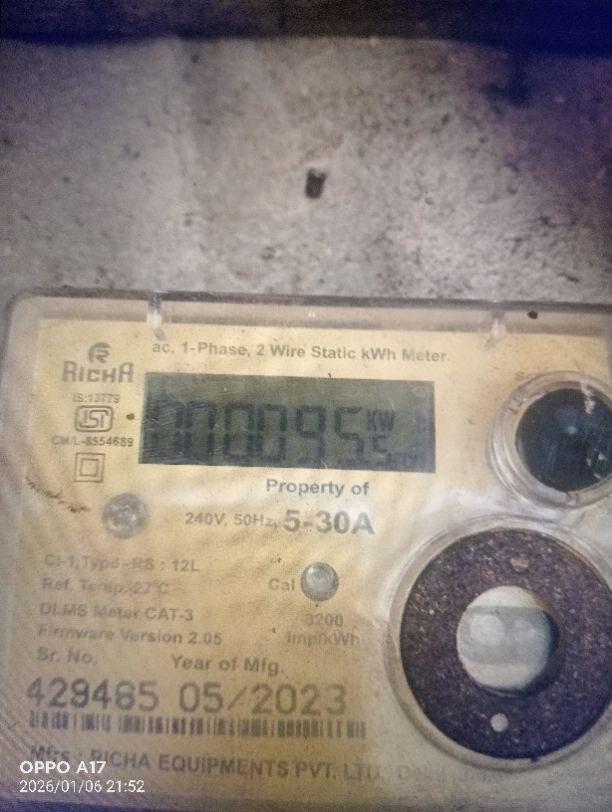 ac, 1-Phase, 2 Wire Static kWh Meter.
RICHA
IS:13779
ISI
CM/L-8554689
KW
Property of
240V, 50Hz, 5-30A
Cl-1, Type-RS : 12L
Ref. Temp. 27°C
Cal
DLMS Meter CAT-3
3200
Firmware Version 2.05
Imp/kWh
Sr. No.
Year of Mfg.
429465 05/2023
Mfrs : RICHA EQUIPMENTS PVT. LTD.
OPPO A17
2026/01/06 21:52